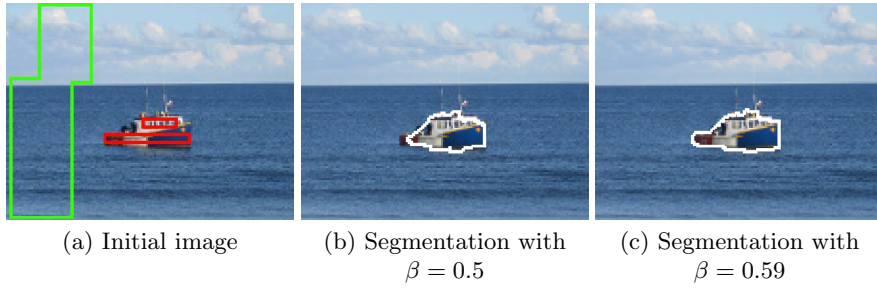 (a) Initial image
(b) Segmentation with
β = 0.5
(c) Segmentation with
β = 0.59